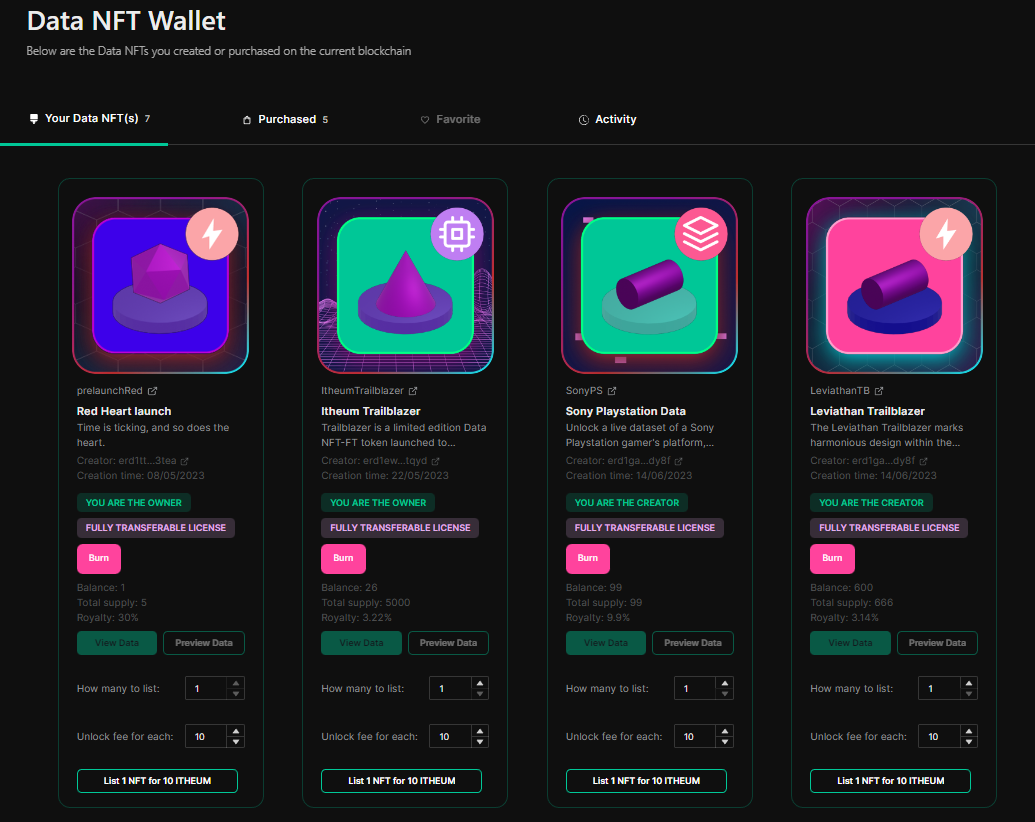 Data NFT Wallet
Below are the Data NFTs you created or purchased on the current blockchain
Your Data NFT(s) 7
Purchased 5
Favorite
Activity
prelaunchRed
Red Heart launch
Time is ticking, and so does the
heart.
Creator: erd1tt...3tea
Creation time: 08/05/2023
YOU ARE THE OWNER
FULLY TRANSFERABLE LICENSE
Burn
Balance: 1
Total supply: 5
Royalty: 30%
View Data
Preview Data
How many to list: 1
Unlock fee for each: 10
List 1 NFT for 10 ITHEUM
ItheumTrailblazer
Itheum Trailblazer
Trailblazer is a limited edition Data
NFT-FT token launched to...
Creator: erd1ew...tqyd
Creation time: 22/05/2023
YOU ARE THE OWNER
FULLY TRANSFERABLE LICENSE
Burn
Balance: 26
Total supply: 5000
Royalty: 3.22%
View Data
Preview Data
How many to list: 1
Unlock fee for each: 10
List 1 NFT for 10 ITHEUM
SonyPS
Sony Playstation Data
Unlock a live dataset of a Sony
Playstation gamer's platform,...
Creator: erd1ga...dy8f
Creation time: 14/06/2023
YOU ARE THE CREATOR
FULLY TRANSFERABLE LICENSE
Burn
Balance: 99
Total supply: 99
Royalty: 9.9%
View Data
Preview Data
How many to list: 1
Unlock fee for each: 10
List 1 NFT for 10 ITHEUM
LeviathanTB
Leviathan Trailblazer
The Leviathan Trailblazer marks
harmonious design within the...
Creator: erd1ga...dy8f
Creation time: 14/06/2023
YOU ARE THE CREATOR
FULLY TRANSFERABLE LICENSE
Burn
Balance: 600
Total supply: 666
Royalty: 3.14%
View Data
Preview Data
How many to list: 1
Unlock fee for each: 10
List 1 NFT for 10 ITHEUM